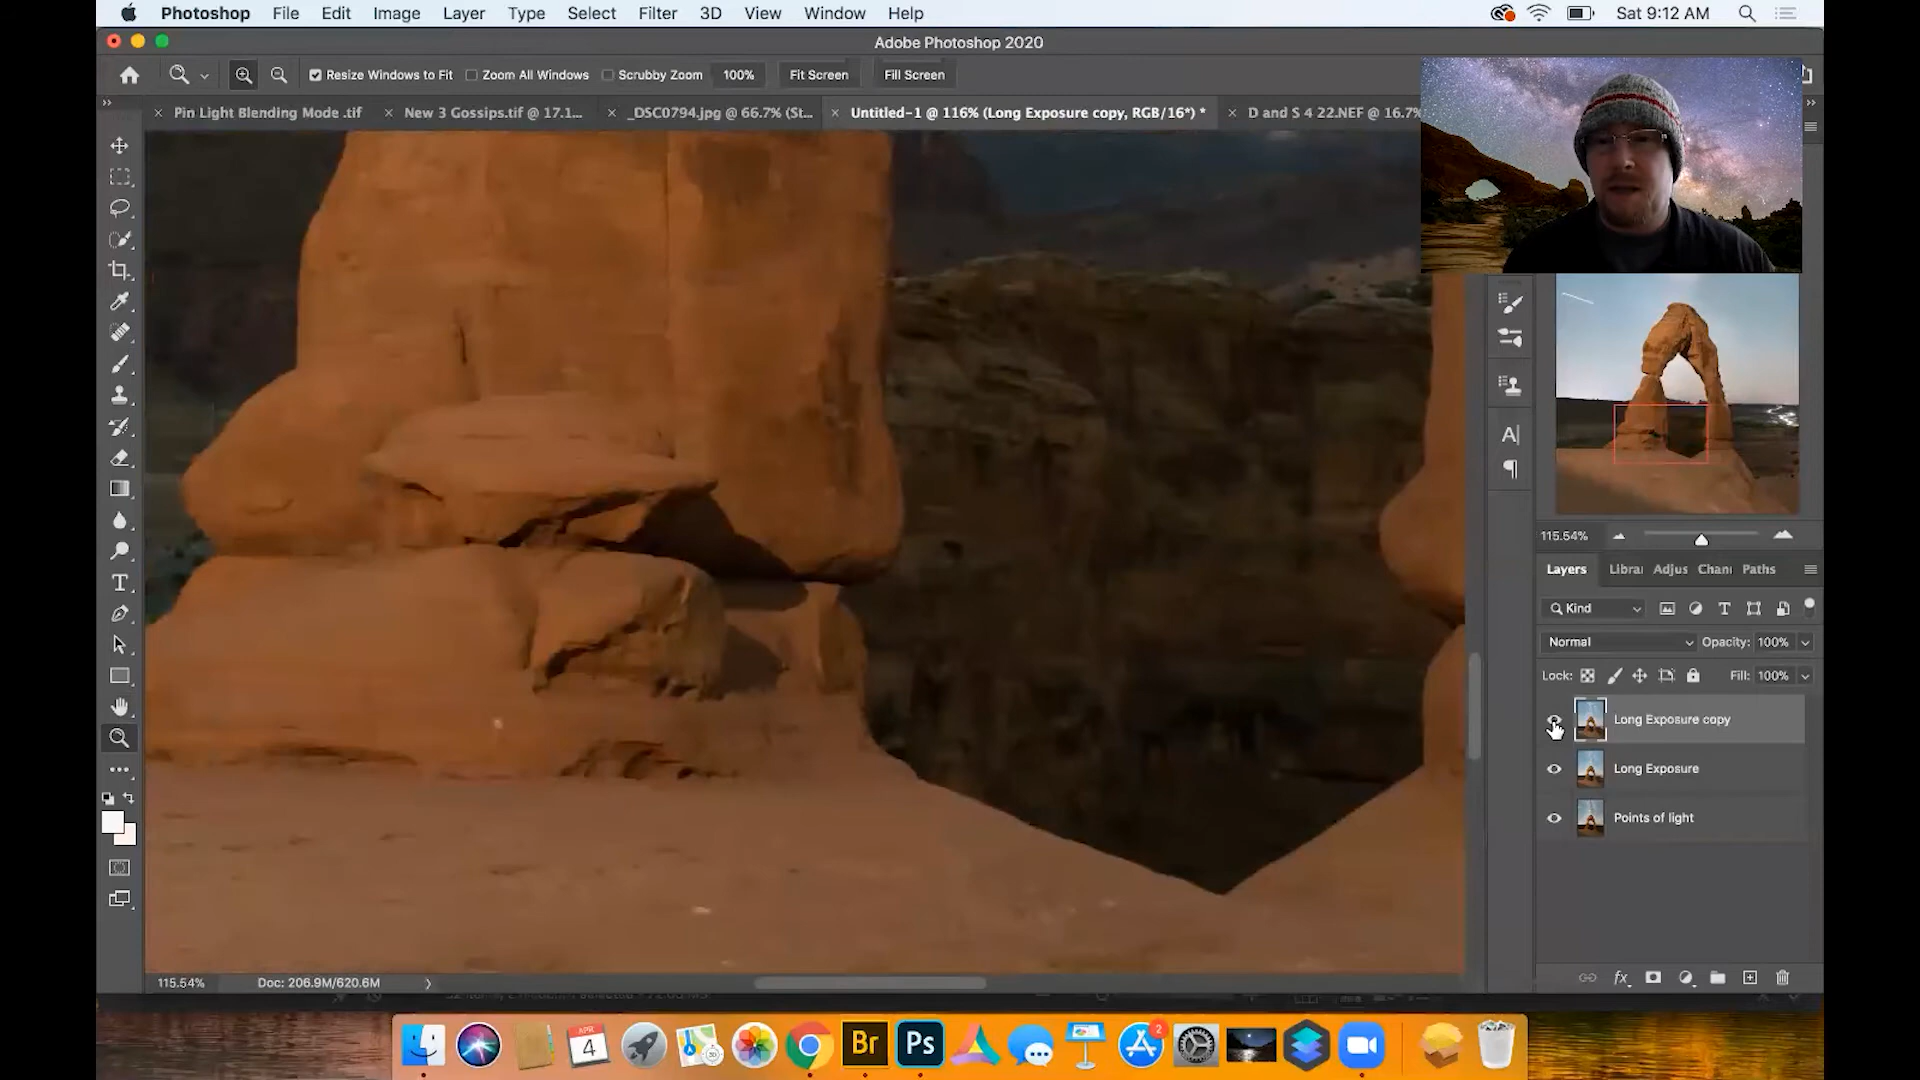 Photoshop File Edit Image Layer Type Select Filter 3D View Window Help Sat 9:12 AM
Adobe Photoshop 2020
Resize Windows to Fit Zoom All Windows Scrubby Zoom 100% Fit Screen Fill Screen
Pin Light Blending Mode .tif New 3 Gossips.tif @ 17.1... _DSC0794.jpg @ 66.7% (St... Untitled-1 @ 116% (Long Exposure copy, RGB/16*) * D and S 4 22.NEF @ 16.7%
115.54%
Layers Librar Adjus Chann Paths
Kind
Normal Opacity: 100%
Lock: Fill: 100%
Long Exposure copy
Long Exposure
Points of light
115.54% Doc: 206.9M/620.6M
APR
4
Br
Ps
2